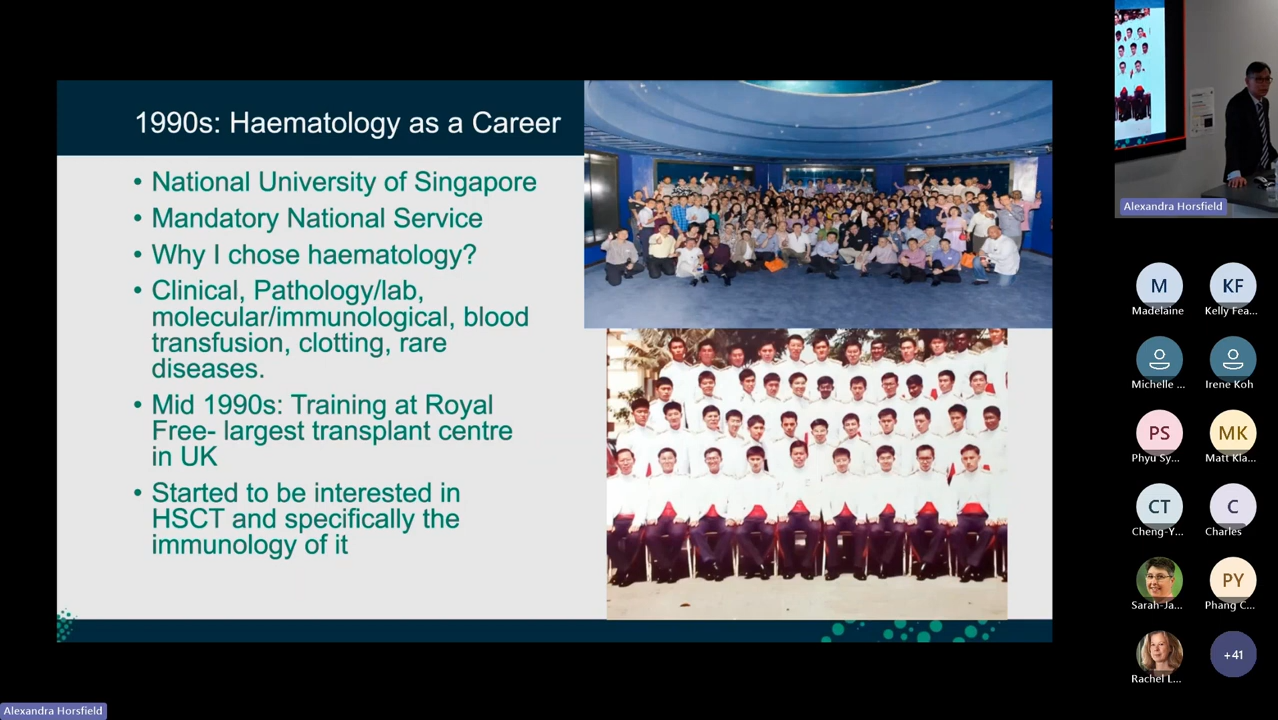 1990s: Haematology as a Career
• National University of Singapore
• Mandatory National Service
• Why I chose haematology?
• Clinical, Pathology/lab,
molecular/immunological, blood
transfusion, clotting, rare
diseases.
• Mid 1990s: Training at Royal
Free- largest transplant centre
in UK
• Started to be interested in
HSCT and specifically the
immunology of it
Alexandra Horsfield
M
KF
Madelaine
Kelly Fea...
Michelle ...
Irene Koh
PS
MK
Phyu Sy...
Matt Kla...
CT
C
Cheng-Y...
Charles
PY
Sarah-Ja...
Phang C...
+41
Rachel L...
Alexandra Horsfield